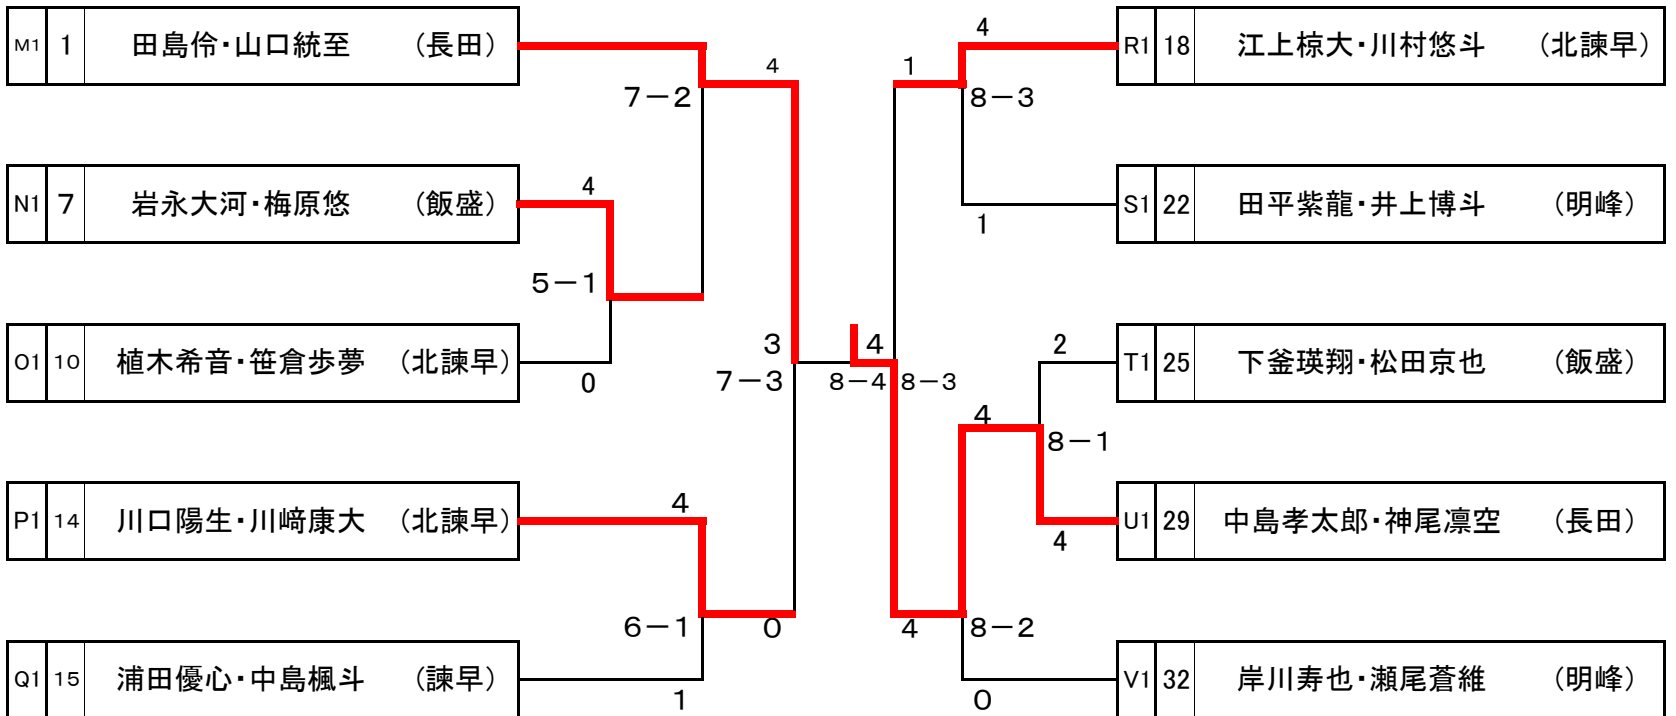 M1 1 田島伶・山口統至 （長田）
4
4
1
R1 18 江上椋大・川村悠斗 （北諫早）
7－2
8－3
N1 7 岩永大河・梅原悠 （飯盛）
4
S1 22 田平紫龍・井上博斗 （明峰）
1
5－1
O1 10 植木希音・笹倉歩夢 （北諫早）
0
3
4
7－3
8－4
8－3
2
T1 25 下釜瑛翔・松田京也 （飯盛）
4
8－1
P1 14 川口陽生・川﨑康大 （北諫早）
4
U1 29 中島孝太郎・神尾凛空 （長田）
4
6－1
0
4
8－2
Q1 15 浦田優心・中島楓斗 （諫早）
1
V1 32 岸川寿也・瀬尾蒼維 （明峰）
0